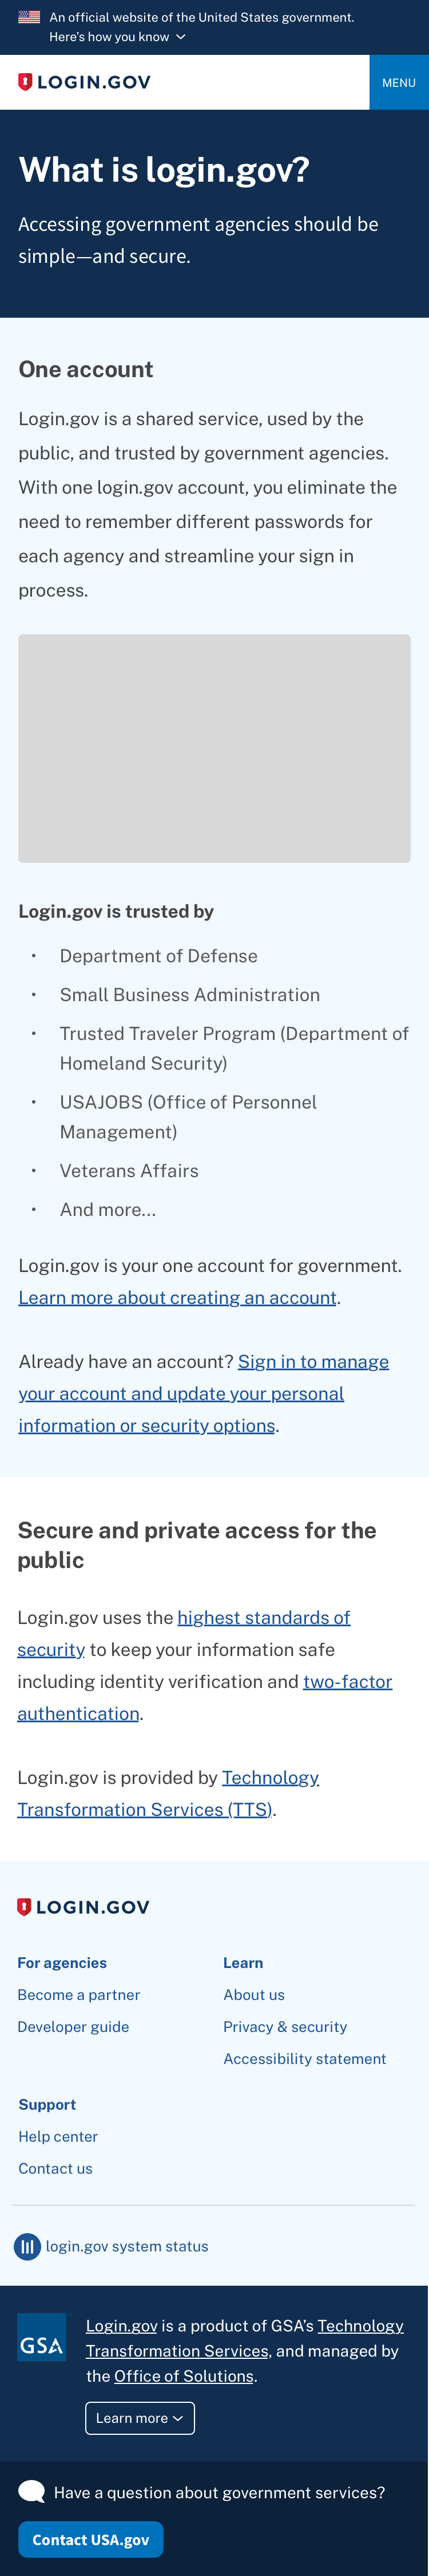 An official website of the United States government.
Here's how you know
LOGIN.GOV
MENU
What is login.gov?
Accessing government agencies should be
simple—and secure.
One account
Login.gov is a shared service, used by the
public, and trusted by government agencies.
With one login.gov account, you eliminate the
need to remember different passwords for
each agency and streamline your sign in
process.
Login.gov is trusted by
• Department of Defense
• Small Business Administration
• Trusted Traveler Program (Department of
Homeland Security)
• USAJOBS (Office of Personnel
Management)
• Veterans Affairs
• And more...
Login.gov is your one account for government.
Learn more about creating an account.
Already have an account? Sign in to manage
your account and update your personal
information or security options.
Secure and private access for the
public
Login.gov uses the highest standards of
security to keep your information safe
including identity verification and two-factor
authentication.
Login.gov is provided by Technology
Transformation Services (TTS).
LOGIN.GOV
For agencies
Become a partner
Developer guide
Learn
About us
Privacy & security
Accessibility statement
Support
Help center
Contact us
login.gov system status
GSA
Login.gov is a product of GSA's Technology
Transformation Services, and managed by
the Office of Solutions.
Learn more
Have a question about government services?
Contact USA.gov